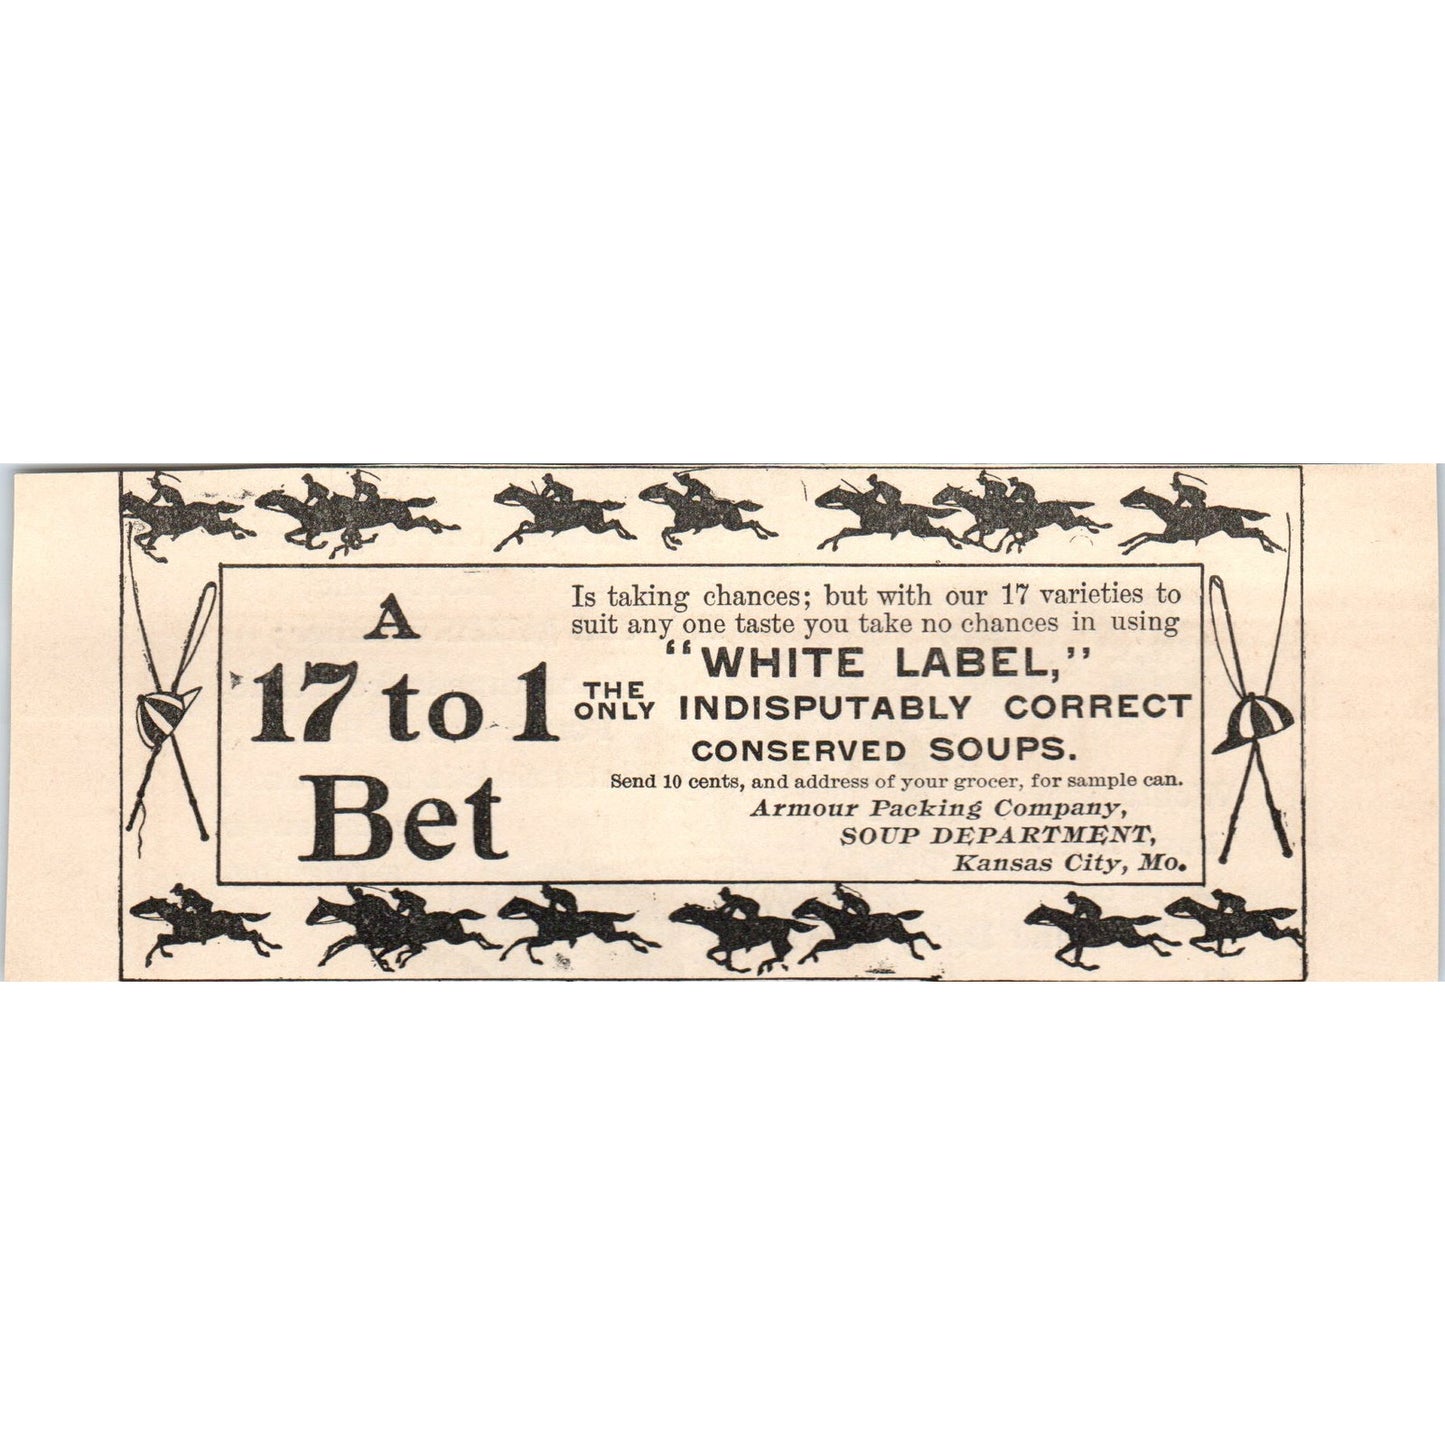 A
17 to 1
Bet
Is taking chances; but with our 17 varieties to
suit any one taste you take no chances in using
"WHITE LABEL,"
THE ONLY INDISPUTABLY CORRECT
CONSERVED SOUPS.
Send 10 cents, and address of your grocer, for sample can.
Armour Packing Company,
SOUP DEPARTMENT,
Kansas City, Mo.